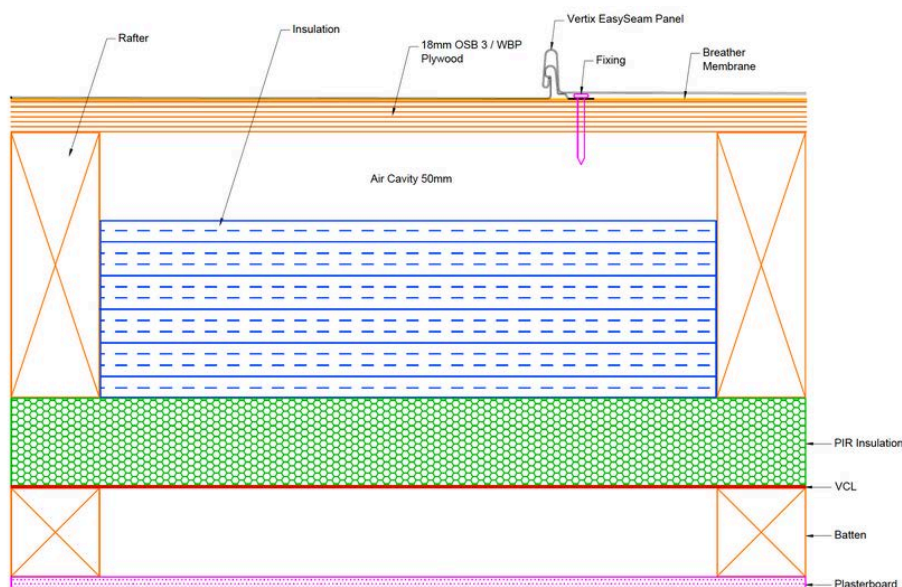 Vertix EasySeam Panel
Rafter
Insulation
18mm OSB 3 / WBP
Plywood
Fixing
Breather
Membrane
Air Cavity 50mm
PIR Insulation
VCL
Batten
Plasterboard